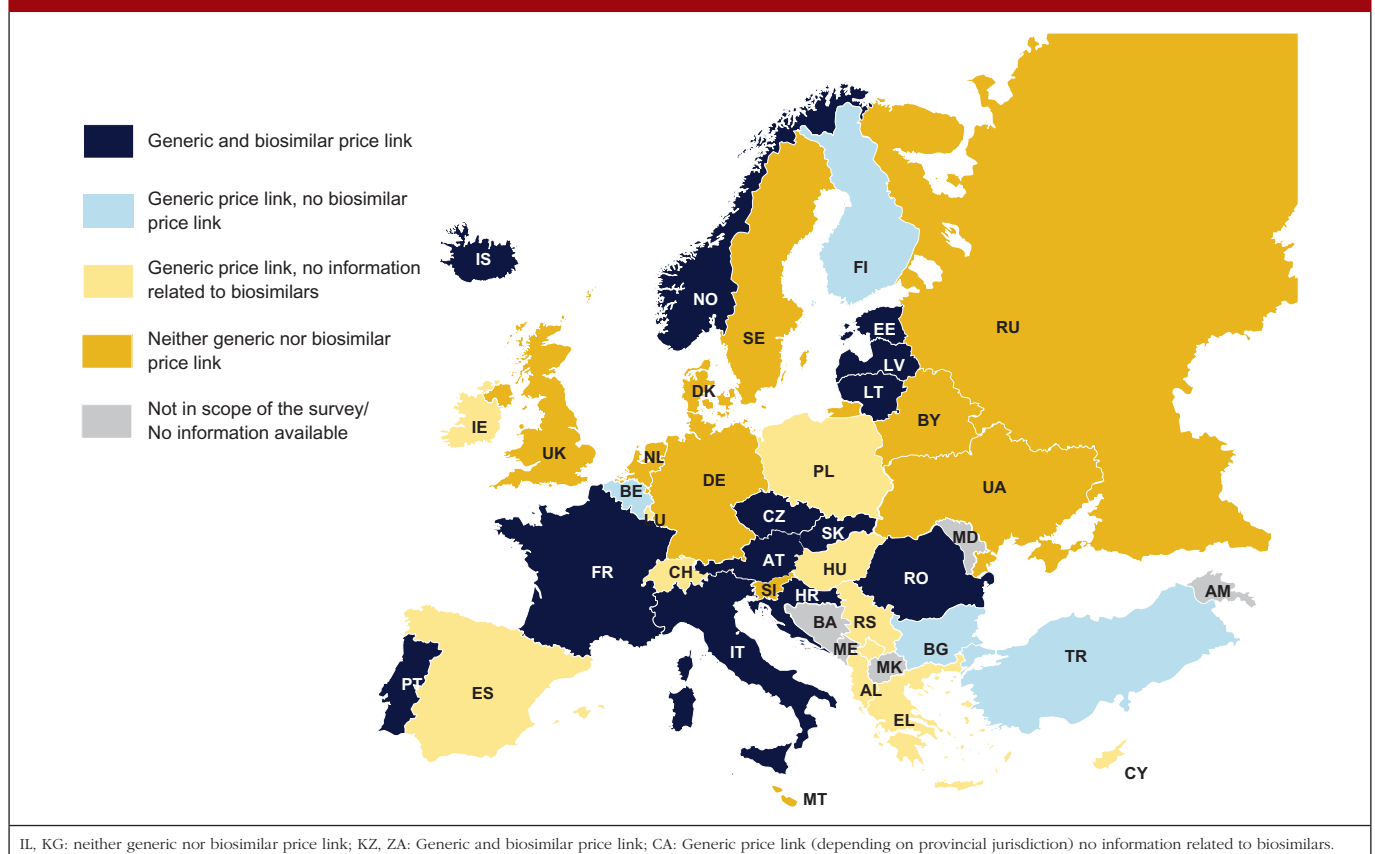 Generic and biosimilar price link
Generic price link, no biosimilar
price link
Generic price link, no information
related to biosimilars
Neither generic nor biosimilar
price link
Not in scope of the survey/
No information available
IS
NO
FI
SE
RU
EE
LV
LT
DK
BY
IE
UK
NL
DE
PL
BE
LU
UA
CZ
SK
MD
FR
CH
AT
HU
RO
AM
SI
HR
BA
RS
IT
ME
BG
TR
MK
PT
ES
AL
EL
CY
MT
IL, KG: neither generic nor biosimilar price link; KZ, ZA: Generic and biosimilar price link; CA: Generic price link (depending on provincial jurisdiction) no information related to biosimilars.